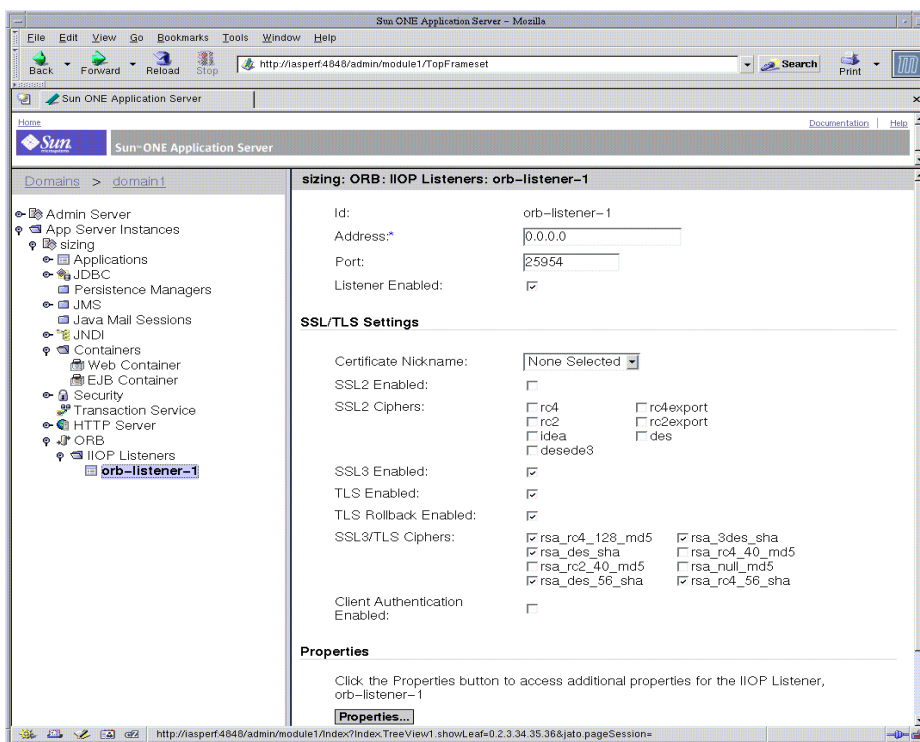 Sun ONE Application Server - Mozilla
File Edit View Go Bookmarks Tools Window Help
Back Forward Reload Stop http://iasperf:4848/admin/module1/TopFrameset Search Print
Sun ONE Application Server
Home Documentation | Help
Sun microsystems Sun™ ONE Application Server
Domains > domain1
Admin Server
App Server Instances
sizing
Applications
JDBC
Persistence Managers
JMS
Java Mail Sessions
JNDI
Containers
Web Container
EJB Container
Security
Transaction Service
HTTP Server
ORB
IIOP Listeners
orb-listener-1
sizing: ORB: IIOP Listeners: orb-listener-1
Id: orb-listener-1
Address:* 0.0.0.0
Port: 25954
Listener Enabled:
SSL/TLS Settings
Certificate Nickname: None Selected
SSL2 Enabled:
SSL2 Ciphers: rc4 rc4export
rc2 rc2export
idea des
desede3
SSL3 Enabled:
TLS Enabled:
TLS Rollback Enabled:
SSL3/TLS Ciphers: rsa_rc4_128_md5 rsa_3des_sha
rsa_des_sha rsa_rc4_40_md5
rsa_rc2_40_md5 rsa_null_md5
rsa_des_56_sha rsa_rc4_56_sha
Client Authentication
Enabled:
Properties
Click the Properties button to access additional properties for the IIOP Listener,
orb-listener-1
Properties...
http://iasperf:4848/admin/module1/Index?Index.TreeView1.showLeaf=0.2.3.34.35.36&jato.pageSession=